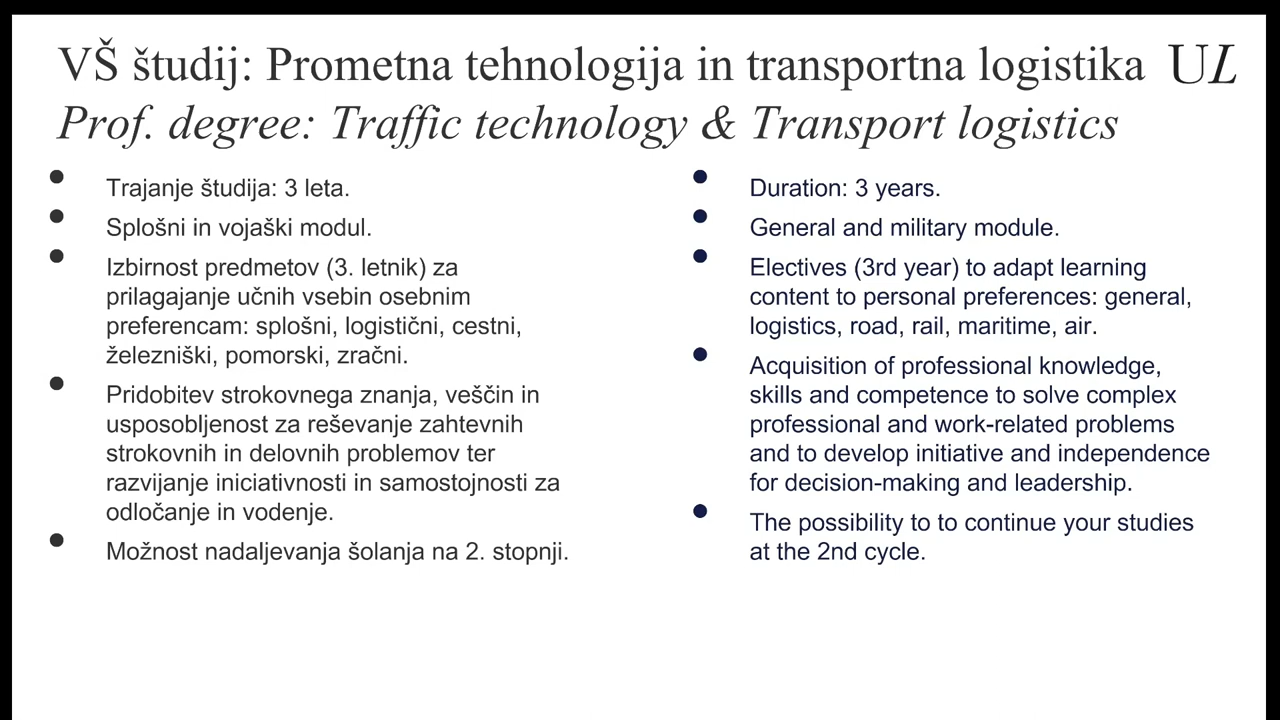 VŠ študij: Prometna tehnologija in transportna logistika
UL
Prof. degree: Traffic technology & Transport logistics
Trajanje študija: 3 leta.
Splošni in vojaški modul.
Izbirnost predmetov (3. letnik) za
prilagajanje učnih vsebin osebnim
preferencam: splošni, logistični, cestni,
železniški, pomorski, zračni.
Pridobitev strokovnega znanja, veščin in
usposobljenost za reševanje zahtevnih
strokovnih in delovnih problemov ter
razvijanje iniciativnosti in samostojnosti za
odločanje in vodenje.
Možnost nadaljevanja šolanja na 2. stopnji.
Duration: 3 years.
General and military module.
Electives (3rd year) to adapt learning
content to personal preferences: general,
logistics, road, rail, maritime, air.
Acquisition of professional knowledge,
skills and competence to solve complex
professional and work-related problems
and to develop initiative and independence
for decision-making and leadership.
The possibility to to continue your studies
at the 2nd cycle.